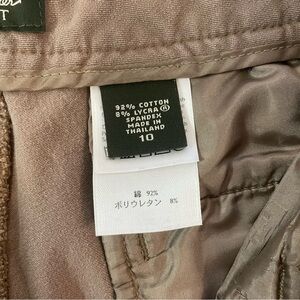 T
92% COTTON
8% LYCRA®
SPANDEX
MADE IN
THAILAND
10
綿 92%
ポリウレタン 8%